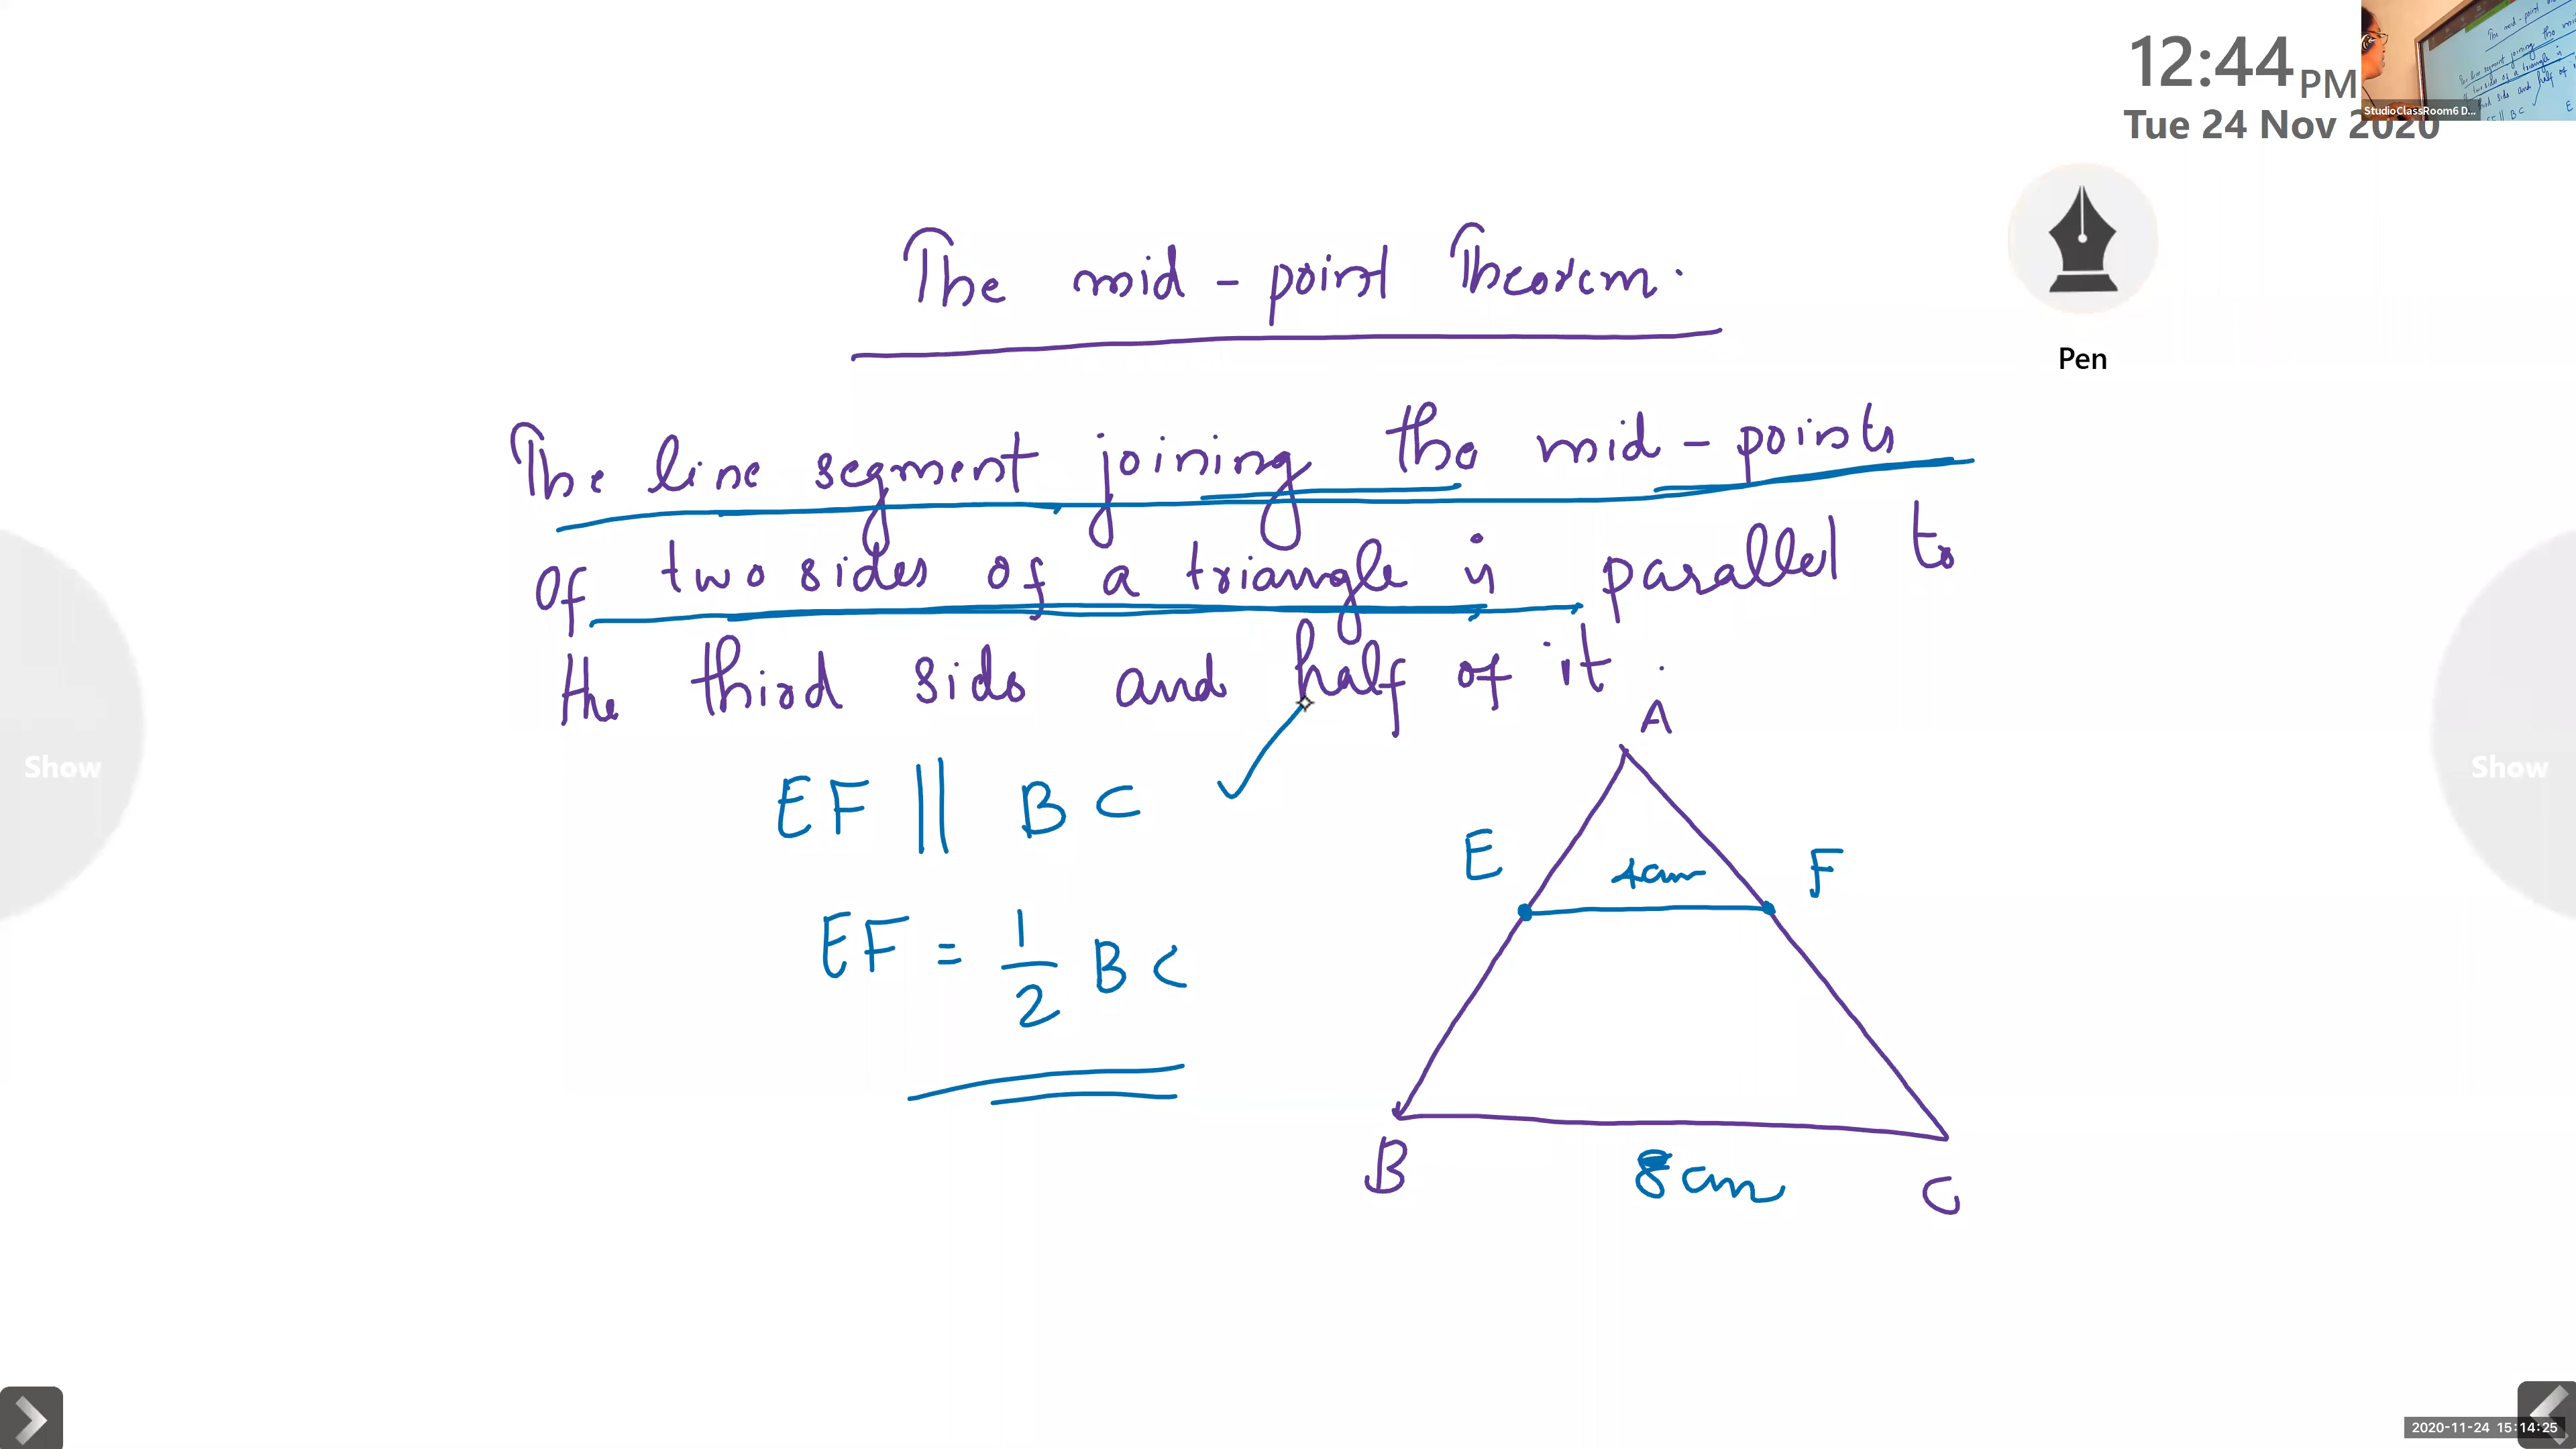 12:44 PM
Tue 24 Nov 2020
StudioClassRoom6 D...
Pen
The mid - point Theorem.
The line segment joining the mid - points
of two sides of a triangle is parallel to
the third side and half of it.
EF || BC
EF = 1/2 BC
A
E
4cm
F
B
8cm
C
Show
Show
2020-11-24 15:14:25